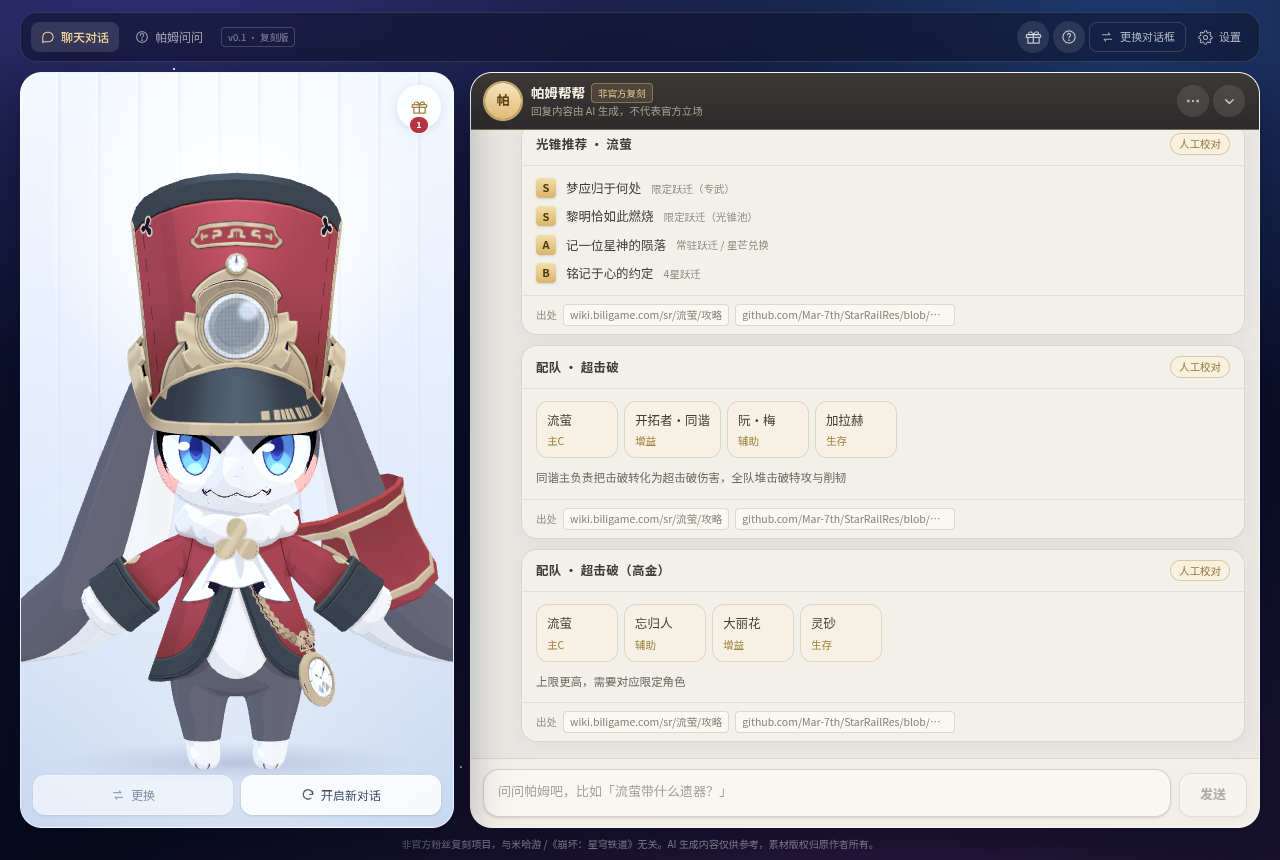 聊天对话
帕姆问问
v0.1 · 复刻版
更换对话框
设置
1
更换
开启新对话
帕
帕姆帮帮
非官方复刻
回复内容由 AI 生成，不代表官方立场
光锥推荐 · 流萤
人工校对
S 梦应归于何处 限定跃迁（专武）
S 黎明恰如此燃烧 限定跃迁（光锥池）
A 记一位星神的陨落 常驻跃迁 / 星芒兑换
B 铭记于心的约定 4星跃迁
出处 wiki.biligame.com/sr/流萤/攻略 github.com/Mar-7th/StarRailRes/blob/···
配队 · 超击破
人工校对
流萤 开拓者·同谐 阮·梅 加拉赫
主C 增益 辅助 生存
同谐主负责把击破转化为超击破伤害，全队堆击破特攻与削韧
出处 wiki.biligame.com/sr/流萤/攻略 github.com/Mar-7th/StarRailRes/blob/···
配队 · 超击破（高金）
人工校对
流萤 忘归人 大丽花 灵砂
主C 辅助 增益 生存
上限更高，需要对应限定角色
出处 wiki.biligame.com/sr/流萤/攻略 github.com/Mar-7th/StarRailRes/blob/···
问问帕姆吧，比如「流萤带什么遗器？」
发送
非官方粉丝复刻项目，与米哈游 /《崩坏：星穹铁道》无关。AI 生成内容仅供参考，素材版权归原作者所有。